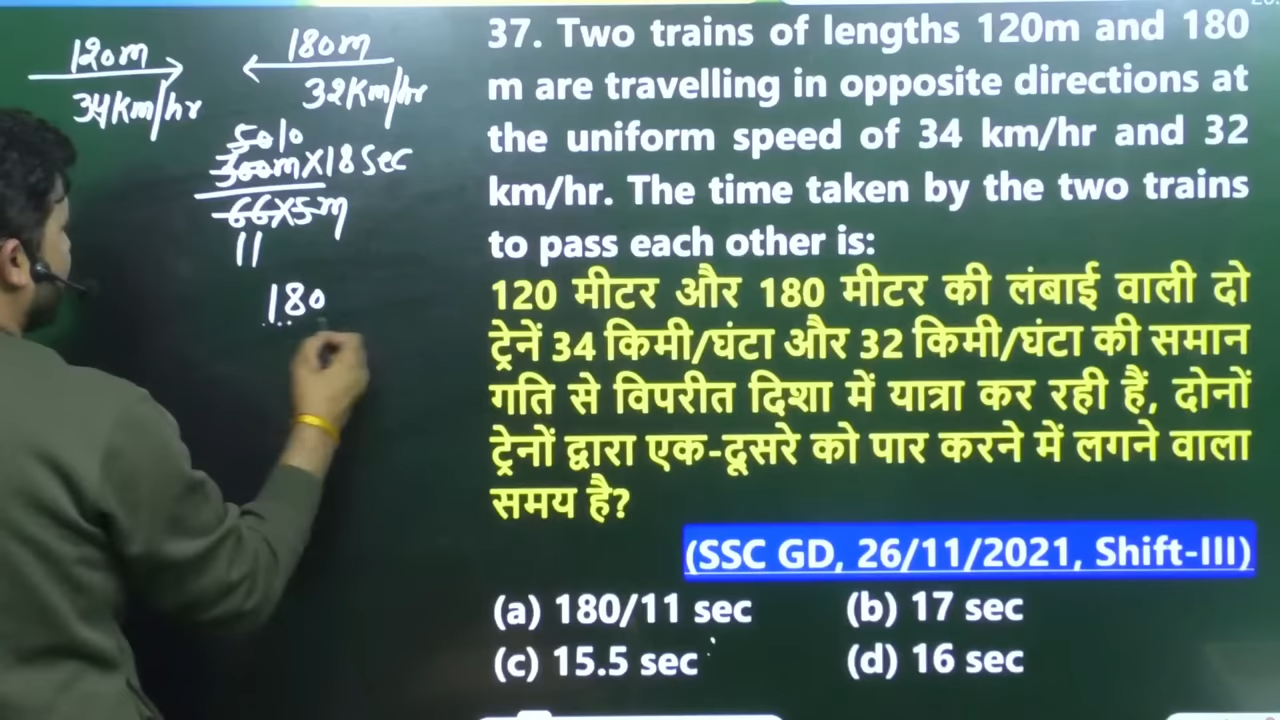 120m
180m
34Km/hr
32Km/hr
5010
300m×18 Sec
66×5m
11
180
37. Two trains of lengths 120m and 180
m are travelling in opposite directions at
the uniform speed of 34 km/hr and 32
km/hr. The time taken by the two trains
to pass each other is:
120 मीटर और 180 मीटर की लंबाई वाली दो
ट्रेनें 34 किमी/घंटा और 32 किमी/घंटा की समान
गति से विपरीत दिशा में यात्रा कर रही हैं, दोनों
ट्रेनों द्वारा एक-दूसरे को पार करने में लगने वाला
समय है?
(SSC GD, 26/11/2021, Shift-III)
(a) 180/11 sec (b) 17 sec
(c) 15.5 sec (d) 16 sec